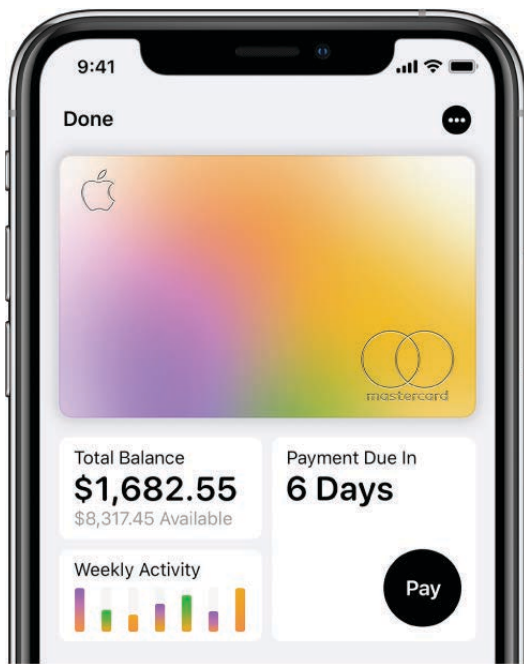 9:41
Done
mastercard
Total Balance
$1,682.55
$8,317.45 Available
Payment Due In
6 Days
Weekly Activity
Pay